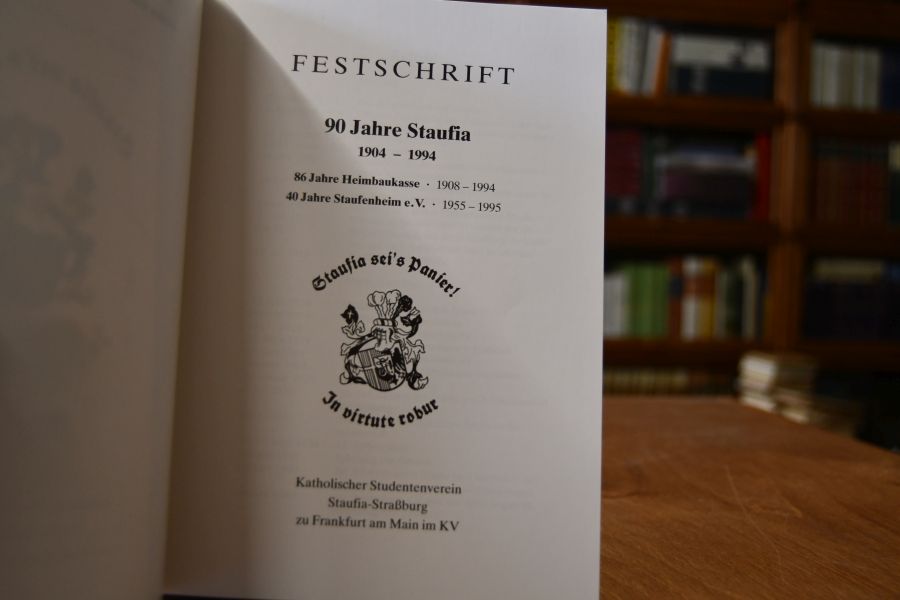 FESTSCHRIFT
90 Jahre Staufia
1904 – 1994
86 Jahre Heimbaukasse · 1908 – 1994
40 Jahre Staufenheim e.V. · 1955 – 1995
Staufia sei's Panier!
In virtute robur
Katholischer Studentenverein
Staufia-Straßburg
zu Frankfurt am Main im KV